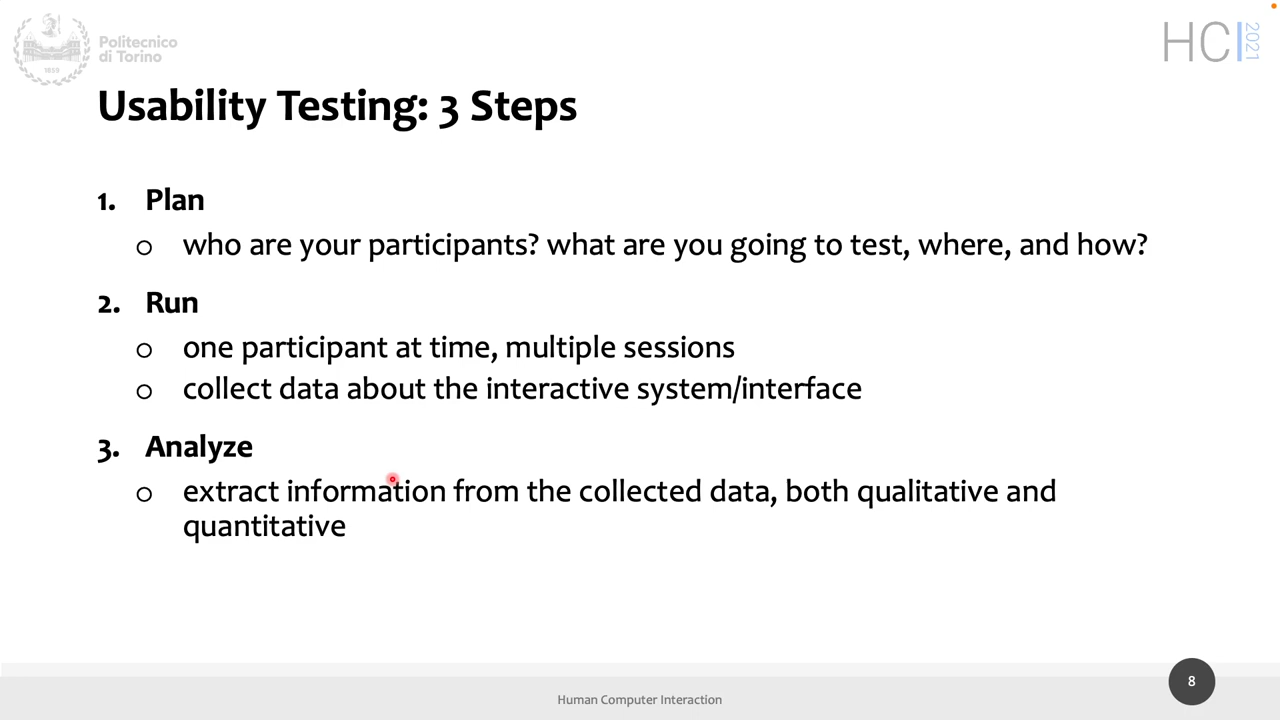 Politecnico
di Torino
1859
HCI 2021
Usability Testing: 3 Steps
1. Plan
o who are your participants? what are you going to test, where, and how?
2. Run
o one participant at time, multiple sessions
o collect data about the interactive system/interface
3. Analyze
o extract information from the collected data, both qualitative and
quantitative
Human Computer Interaction
8